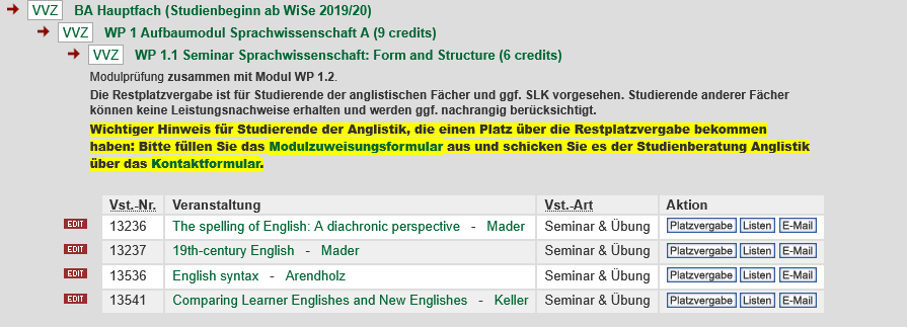 VVZ BA Hauptfach (Studienbeginn ab WiSe 2019/20)
VVZ WP 1 Aufbaumodul Sprachwissenschaft A (9 credits)
VVZ WP 1.1 Seminar Sprachwissenschaft: Form and Structure (6 credits)
Modulprüfung zusammen mit Modul WP 1.2.
Die Restplatzvergabe ist für Studierende der anglistischen Fächer und ggf. SLK vorgesehen. Studierende anderer Fächer
können keine Leistungsnachweise erhalten und werden ggf. nachrangig berücksichtigt.
Wichtiger Hinweis für Studierende der Anglistik, die einen Platz über die Restplatzvergabe bekommen
haben: Bitte füllen Sie das Modulzuweisungsformular aus und schicken Sie es der Studienberatung Anglistik
über das Kontaktformular.
Vst.-Nr. Veranstaltung Vst.-Art Aktion
EDIT 13236 The spelling of English: A diachronic perspective - Mader Seminar & Übung Platzvergabe Listen E-Mail
EDIT 13237 19th-century English - Mader Seminar & Übung Platzvergabe Listen E-Mail
EDIT 13536 English syntax - Arendholz Seminar & Übung Platzvergabe Listen E-Mail
EDIT 13541 Comparing Learner Englishes and New Englishes - Keller Seminar & Übung Platzvergabe Listen E-Mail